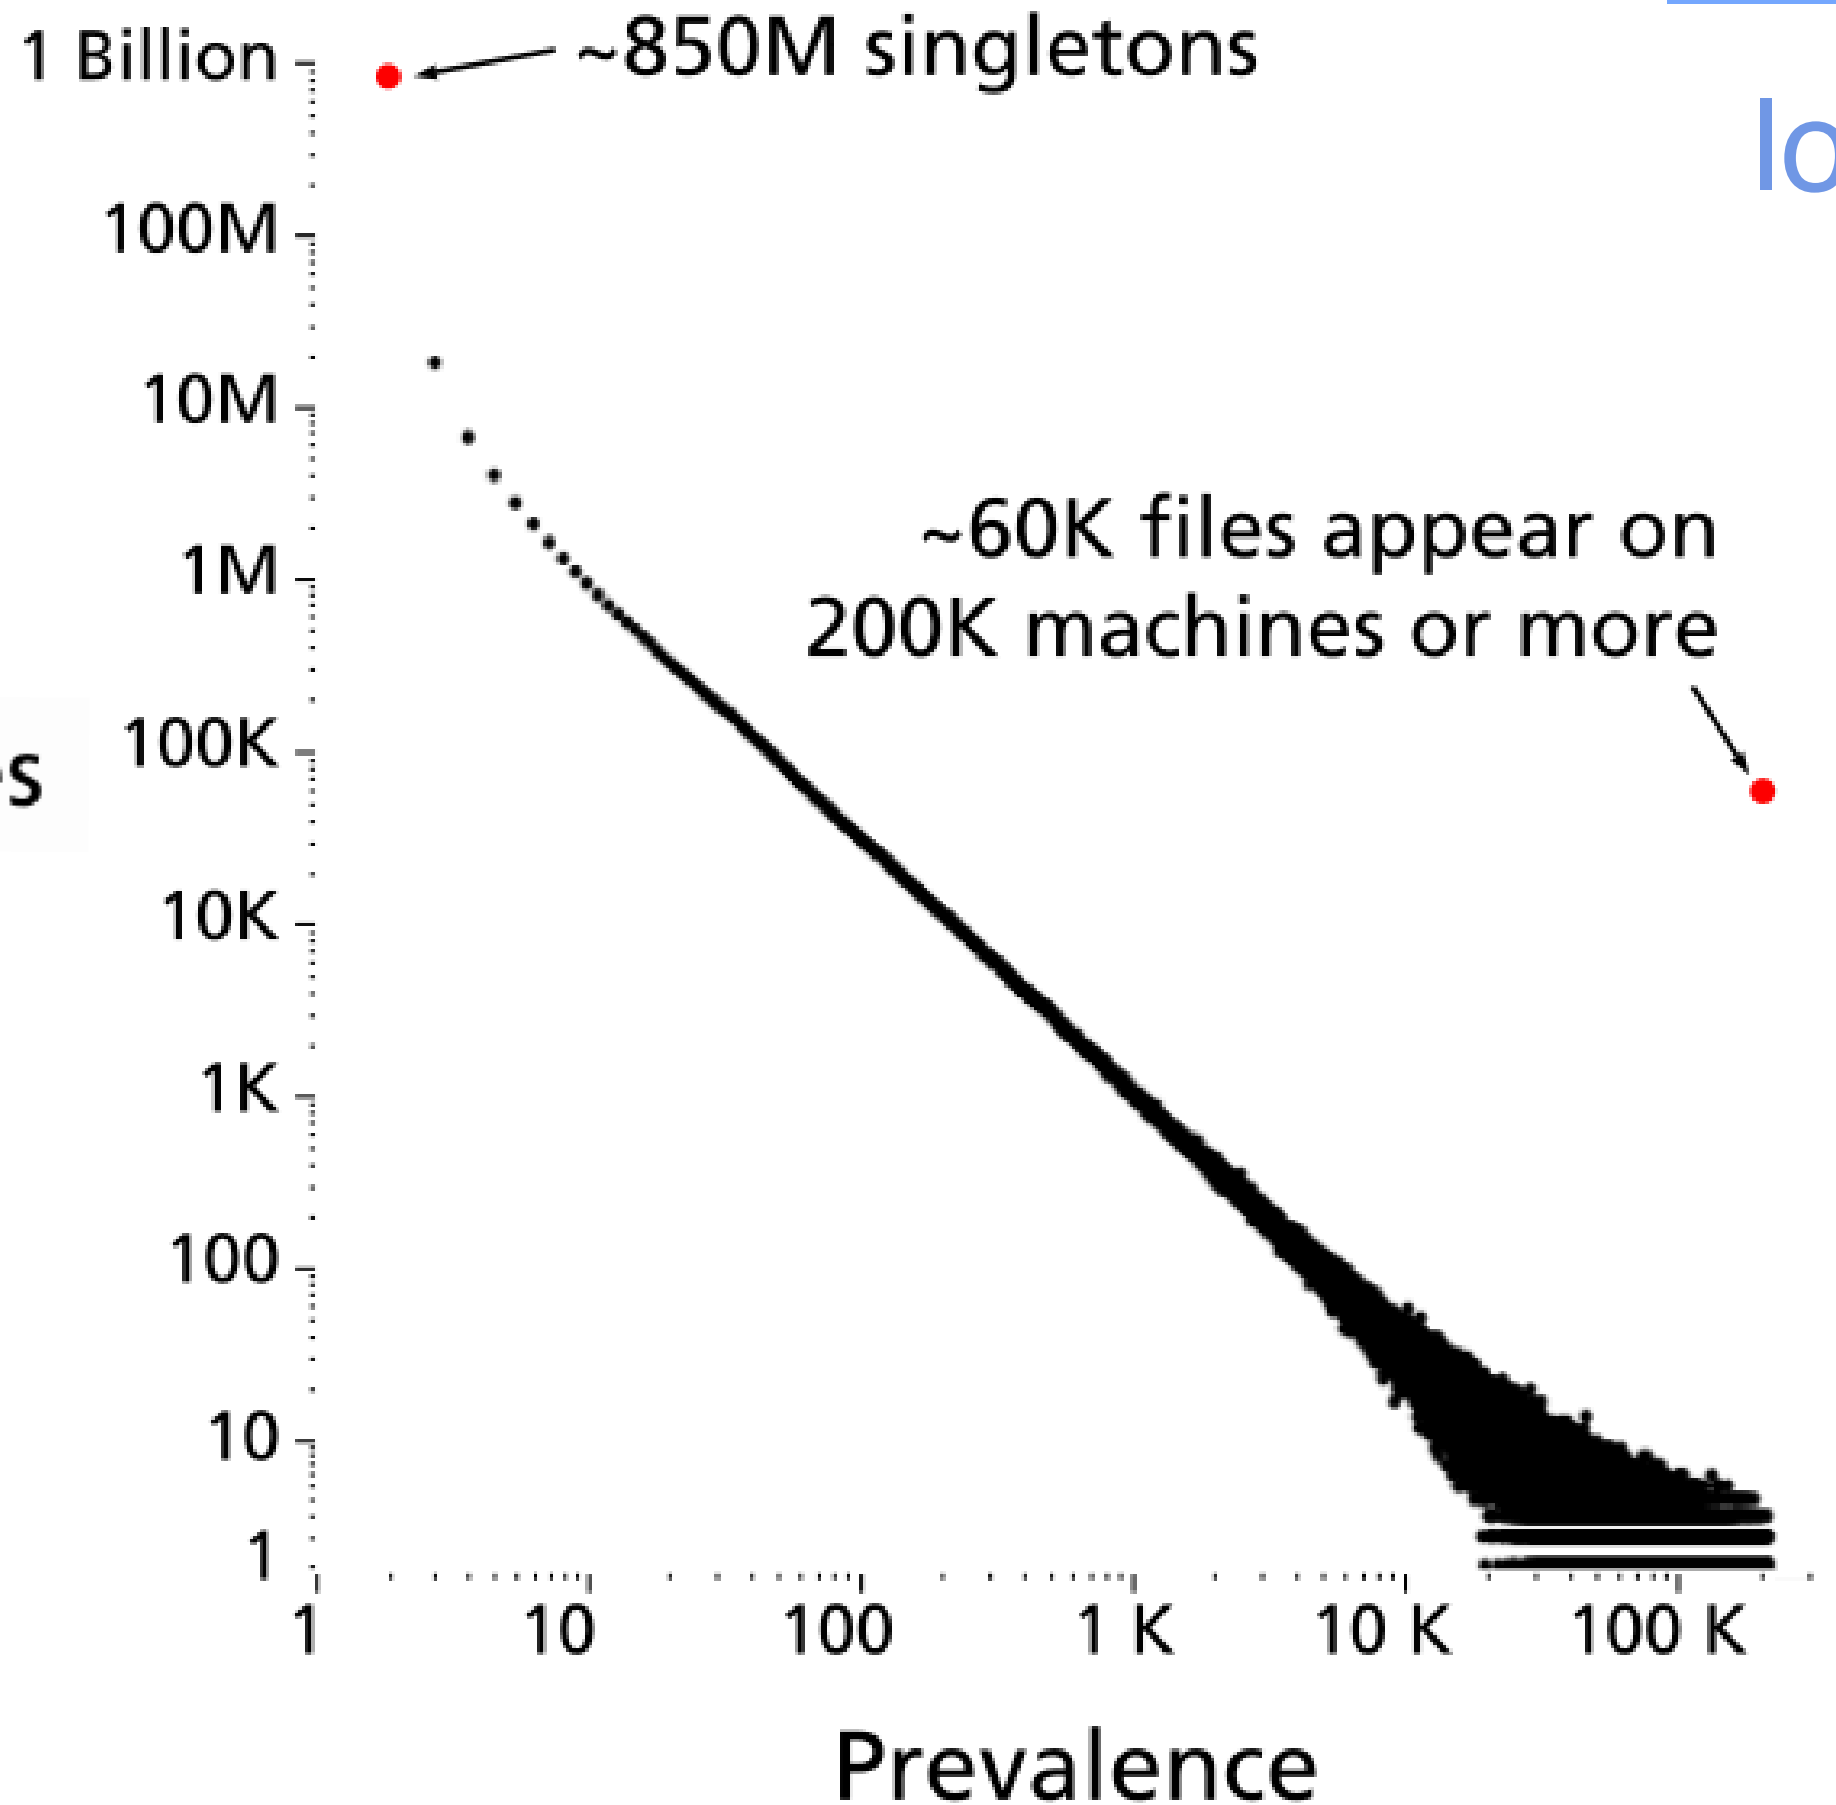 1 Billion
~850M singletons
100M
10M
1M
~60K files appear on
200K machines or more
100K
10K
1K
100
10
1
1 10 100 1 K 10 K 100 K
Prevalence